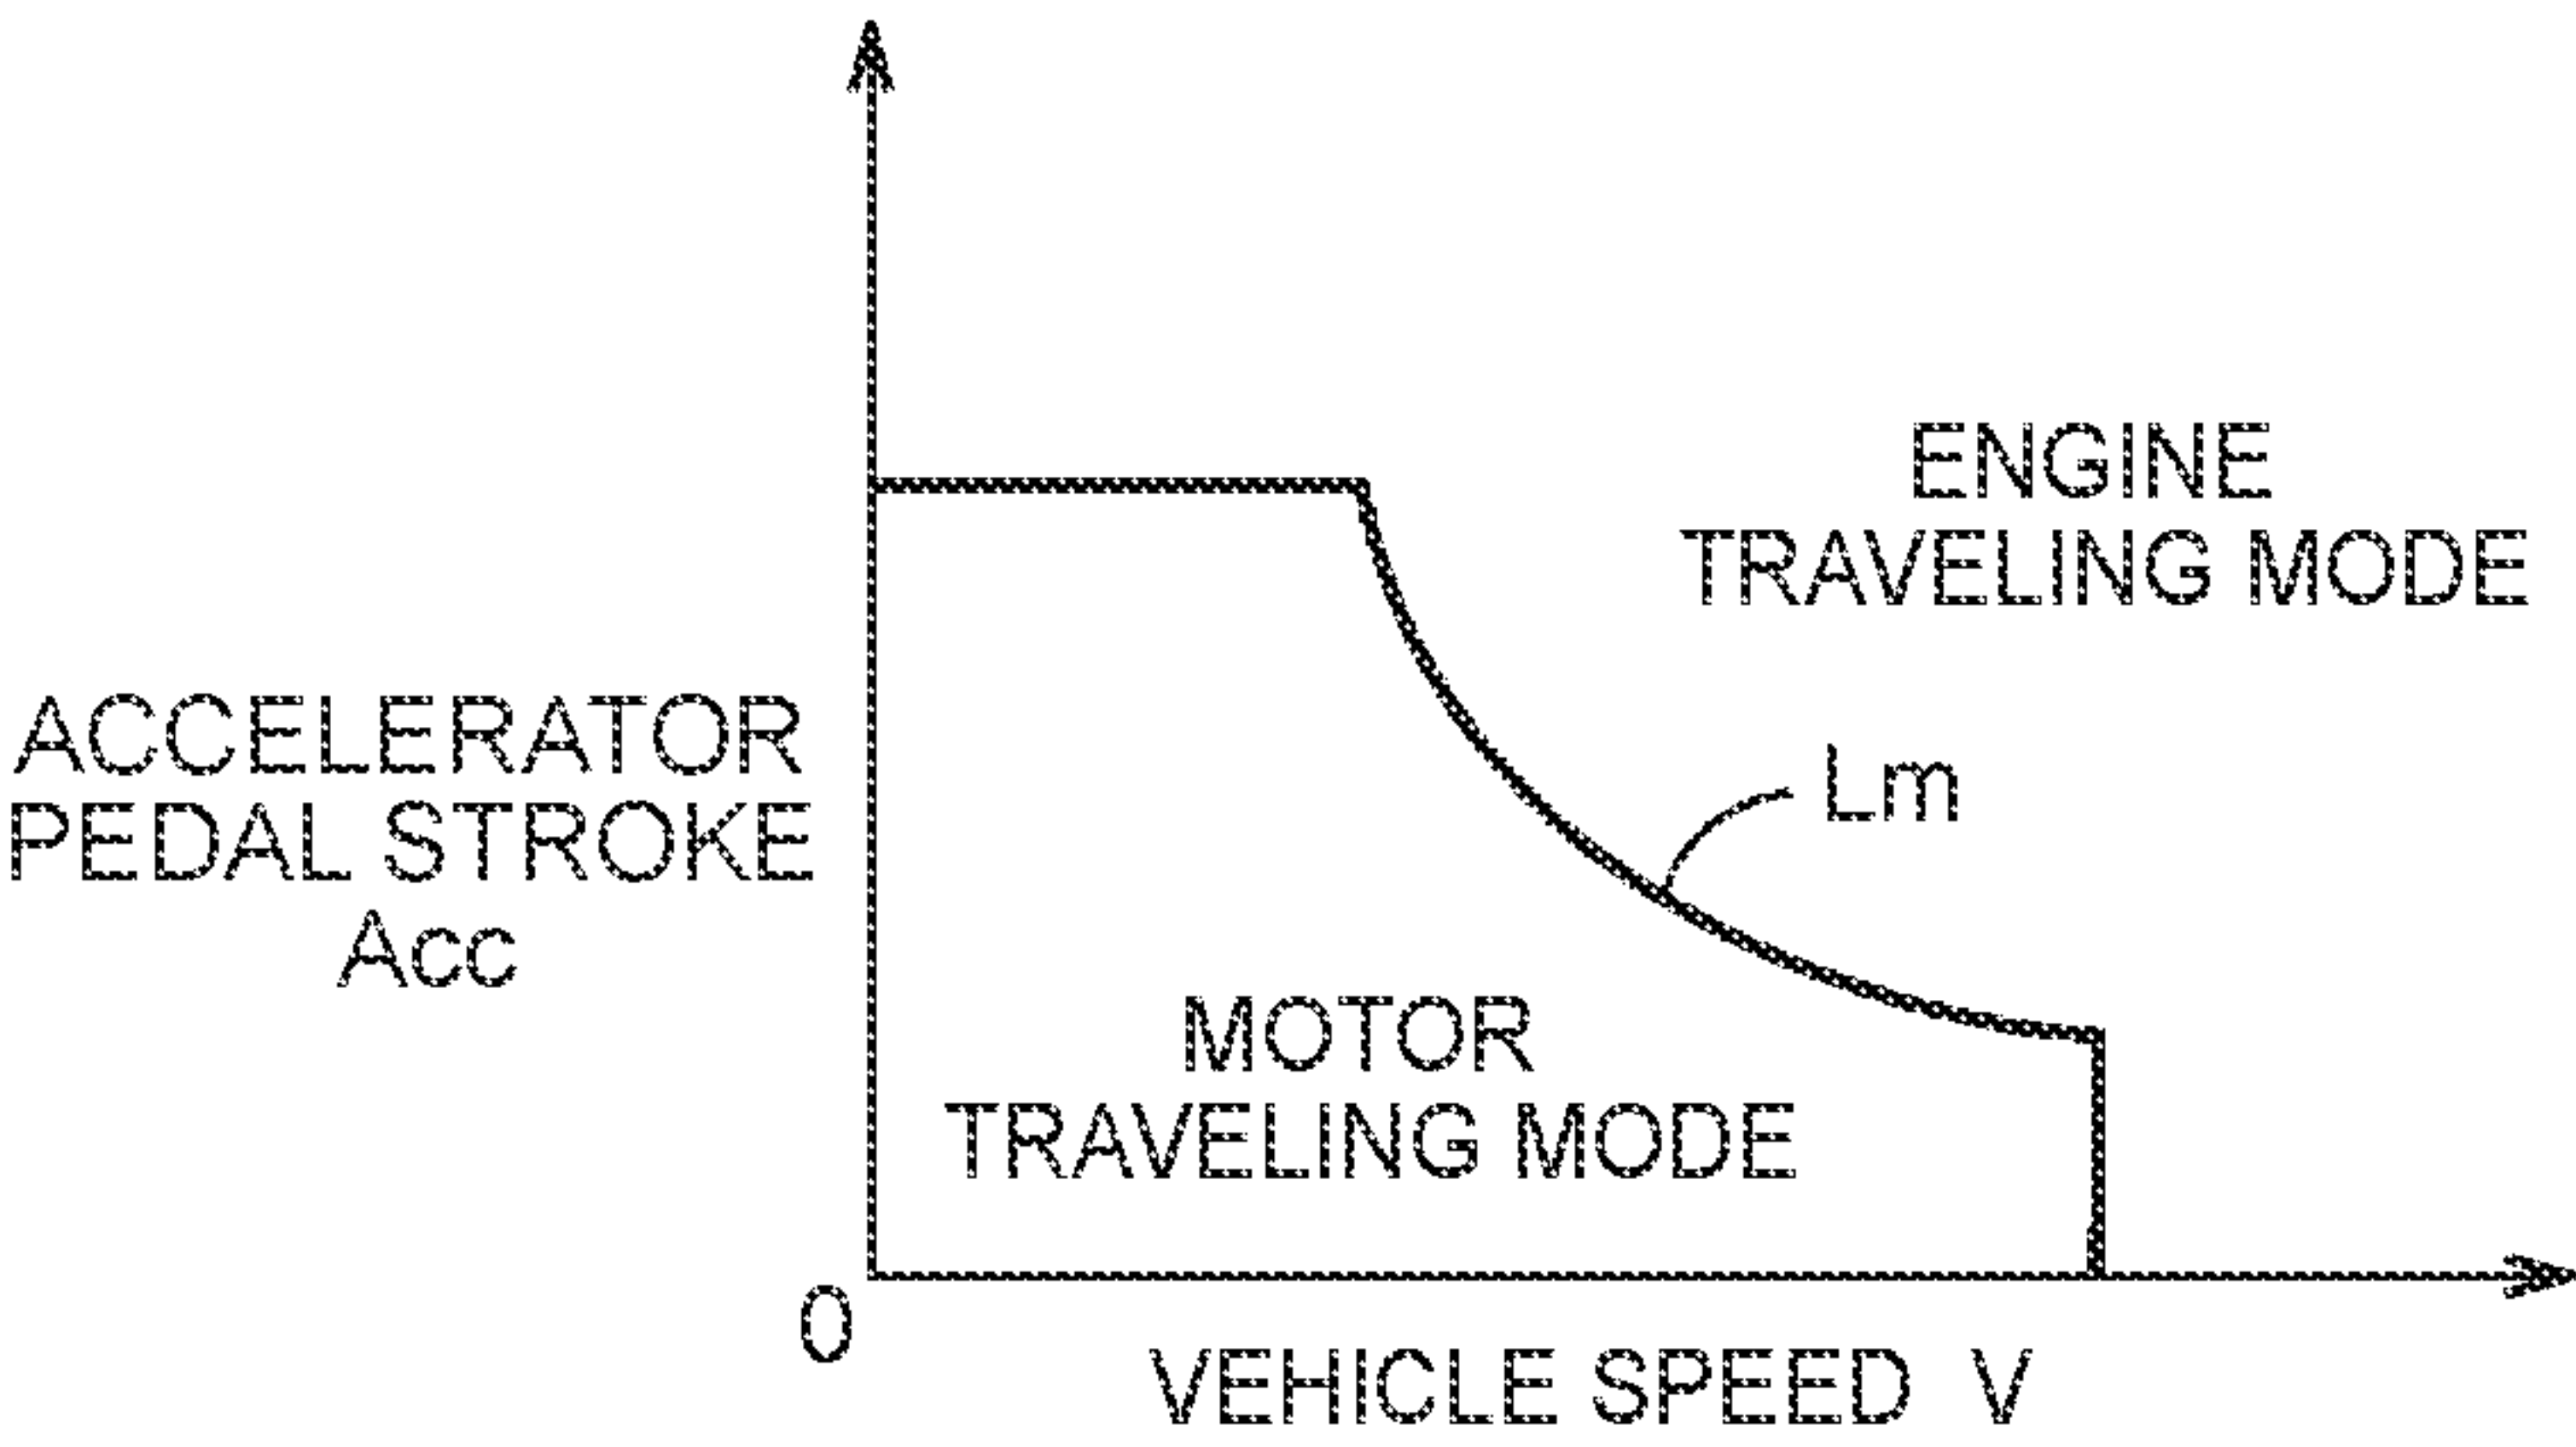 ENGINE
TRAVELING MODE
ACCELERATOR
PEDAL STROKE
Acc
Lm
MOTOR
TRAVELING MODE
0
VEHICLE SPEED V